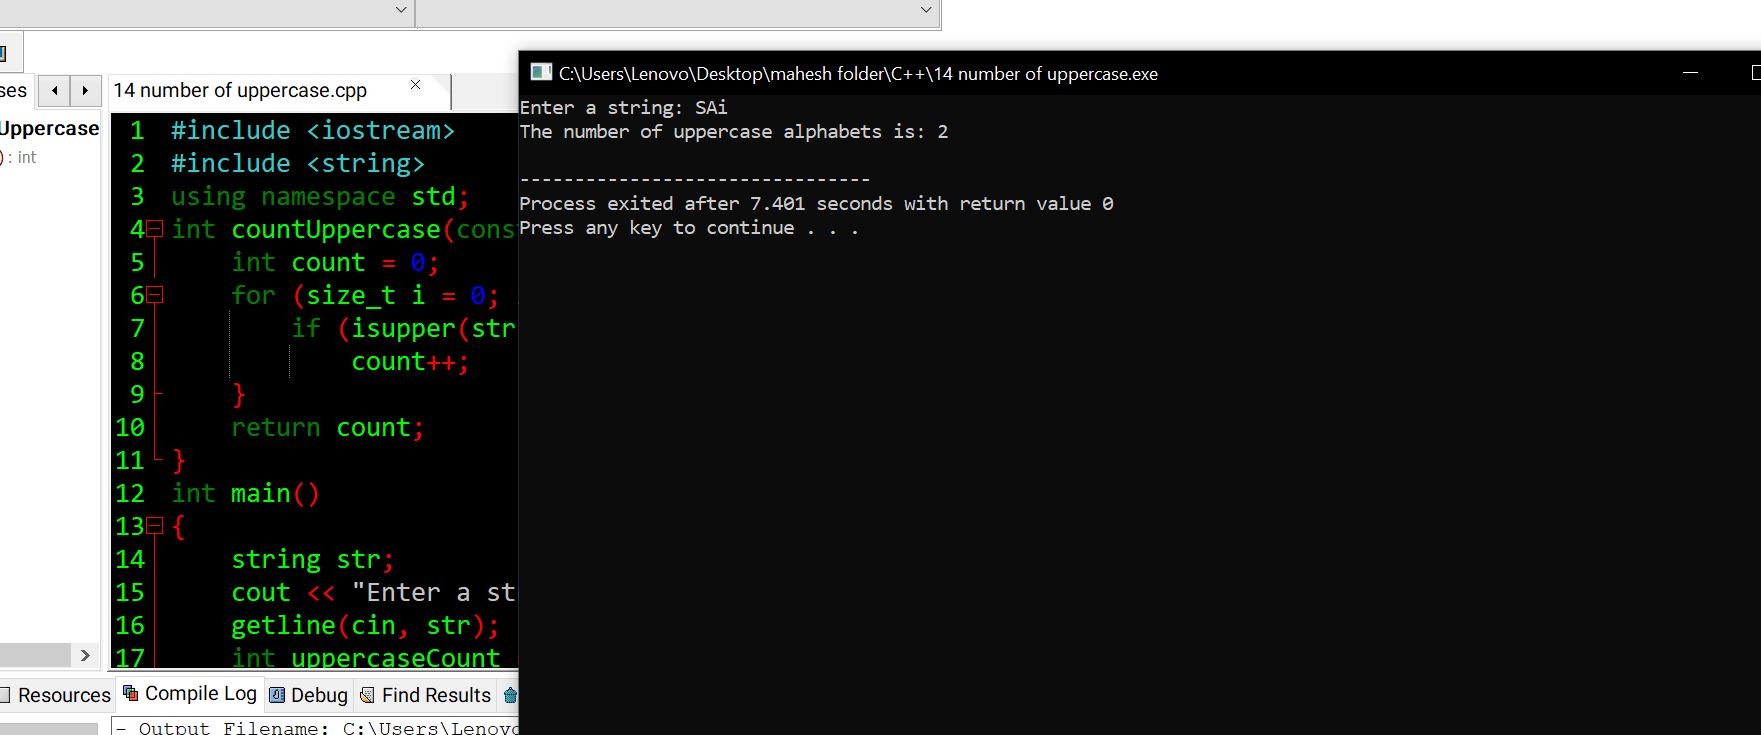 ses
14 number of uppercase.cpp
Uppercase
) : int
1 #include <iostream>
2 #include <string>
3 using namespace std;
4 int countUppercase(cons
5 int count = 0;
6 for (size_t i = 0;
7 if (isupper(str
8 count++;
9 }
10 return count;
11 }
12 int main()
13 {
14 string str;
15 cout << "Enter a st
16 getline(cin, str);
17 int uppercaseCount
Resources Compile Log Debug Find Results
- Output Filename: C:\Users\Lenovo
C:\Users\Lenovo\Desktop\mahesh folder\C++\14 number of uppercase.exe
Enter a string: SAi
The number of uppercase alphabets is: 2
--------------------------------
Process exited after 7.401 seconds with return value 0
Press any key to continue . . .